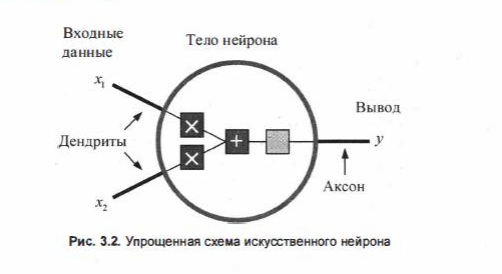 Входные
данные
Тело нейрона
x₁
×
Вывод
Дендриты
+
y
×
Аксон
x₂
Рис. 3.2. Упрощенная схема искусственного нейрона